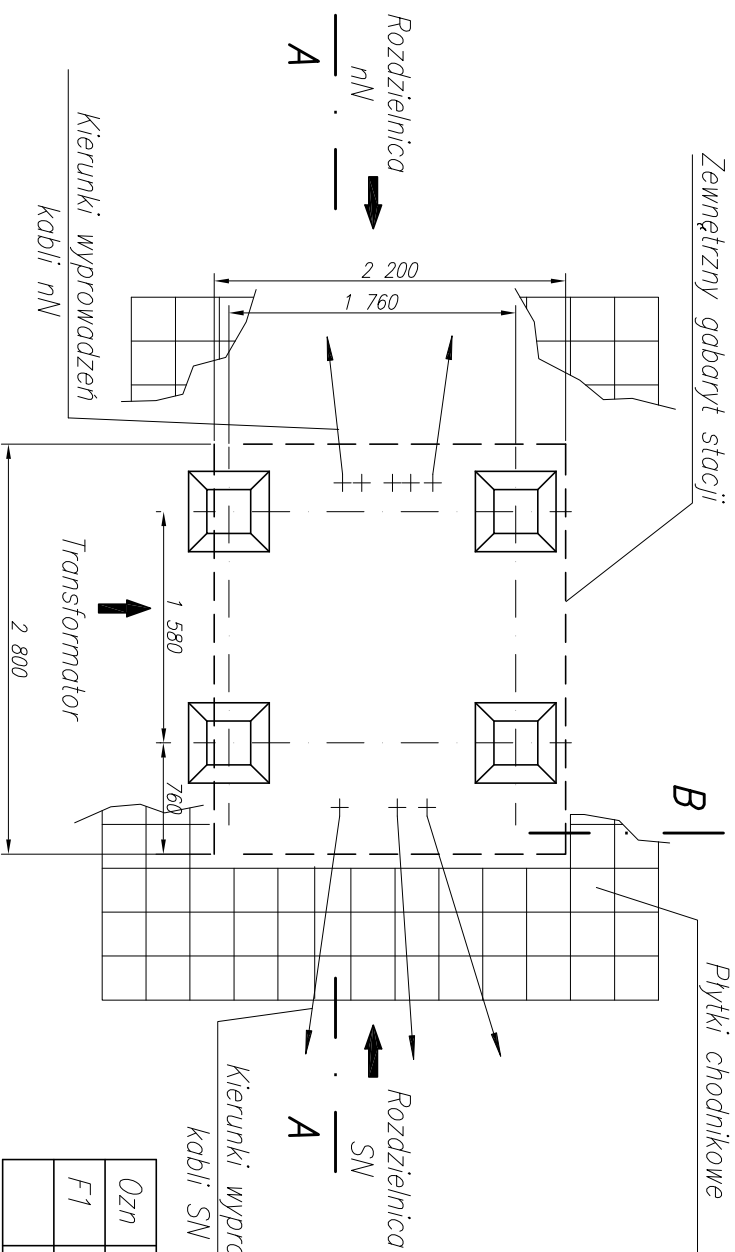 Rozdzielnica
nN
A
Zewnętrzny gabaryt stacji
Kierunki wyprowadzeń
kabli nN
2 200
1 760
Transformator
1 580
760
2 800
B
Płytki chodnikowe
Rozdzielnica
SN
A
Kierunki wypro
kabli SN
Ozn
F1